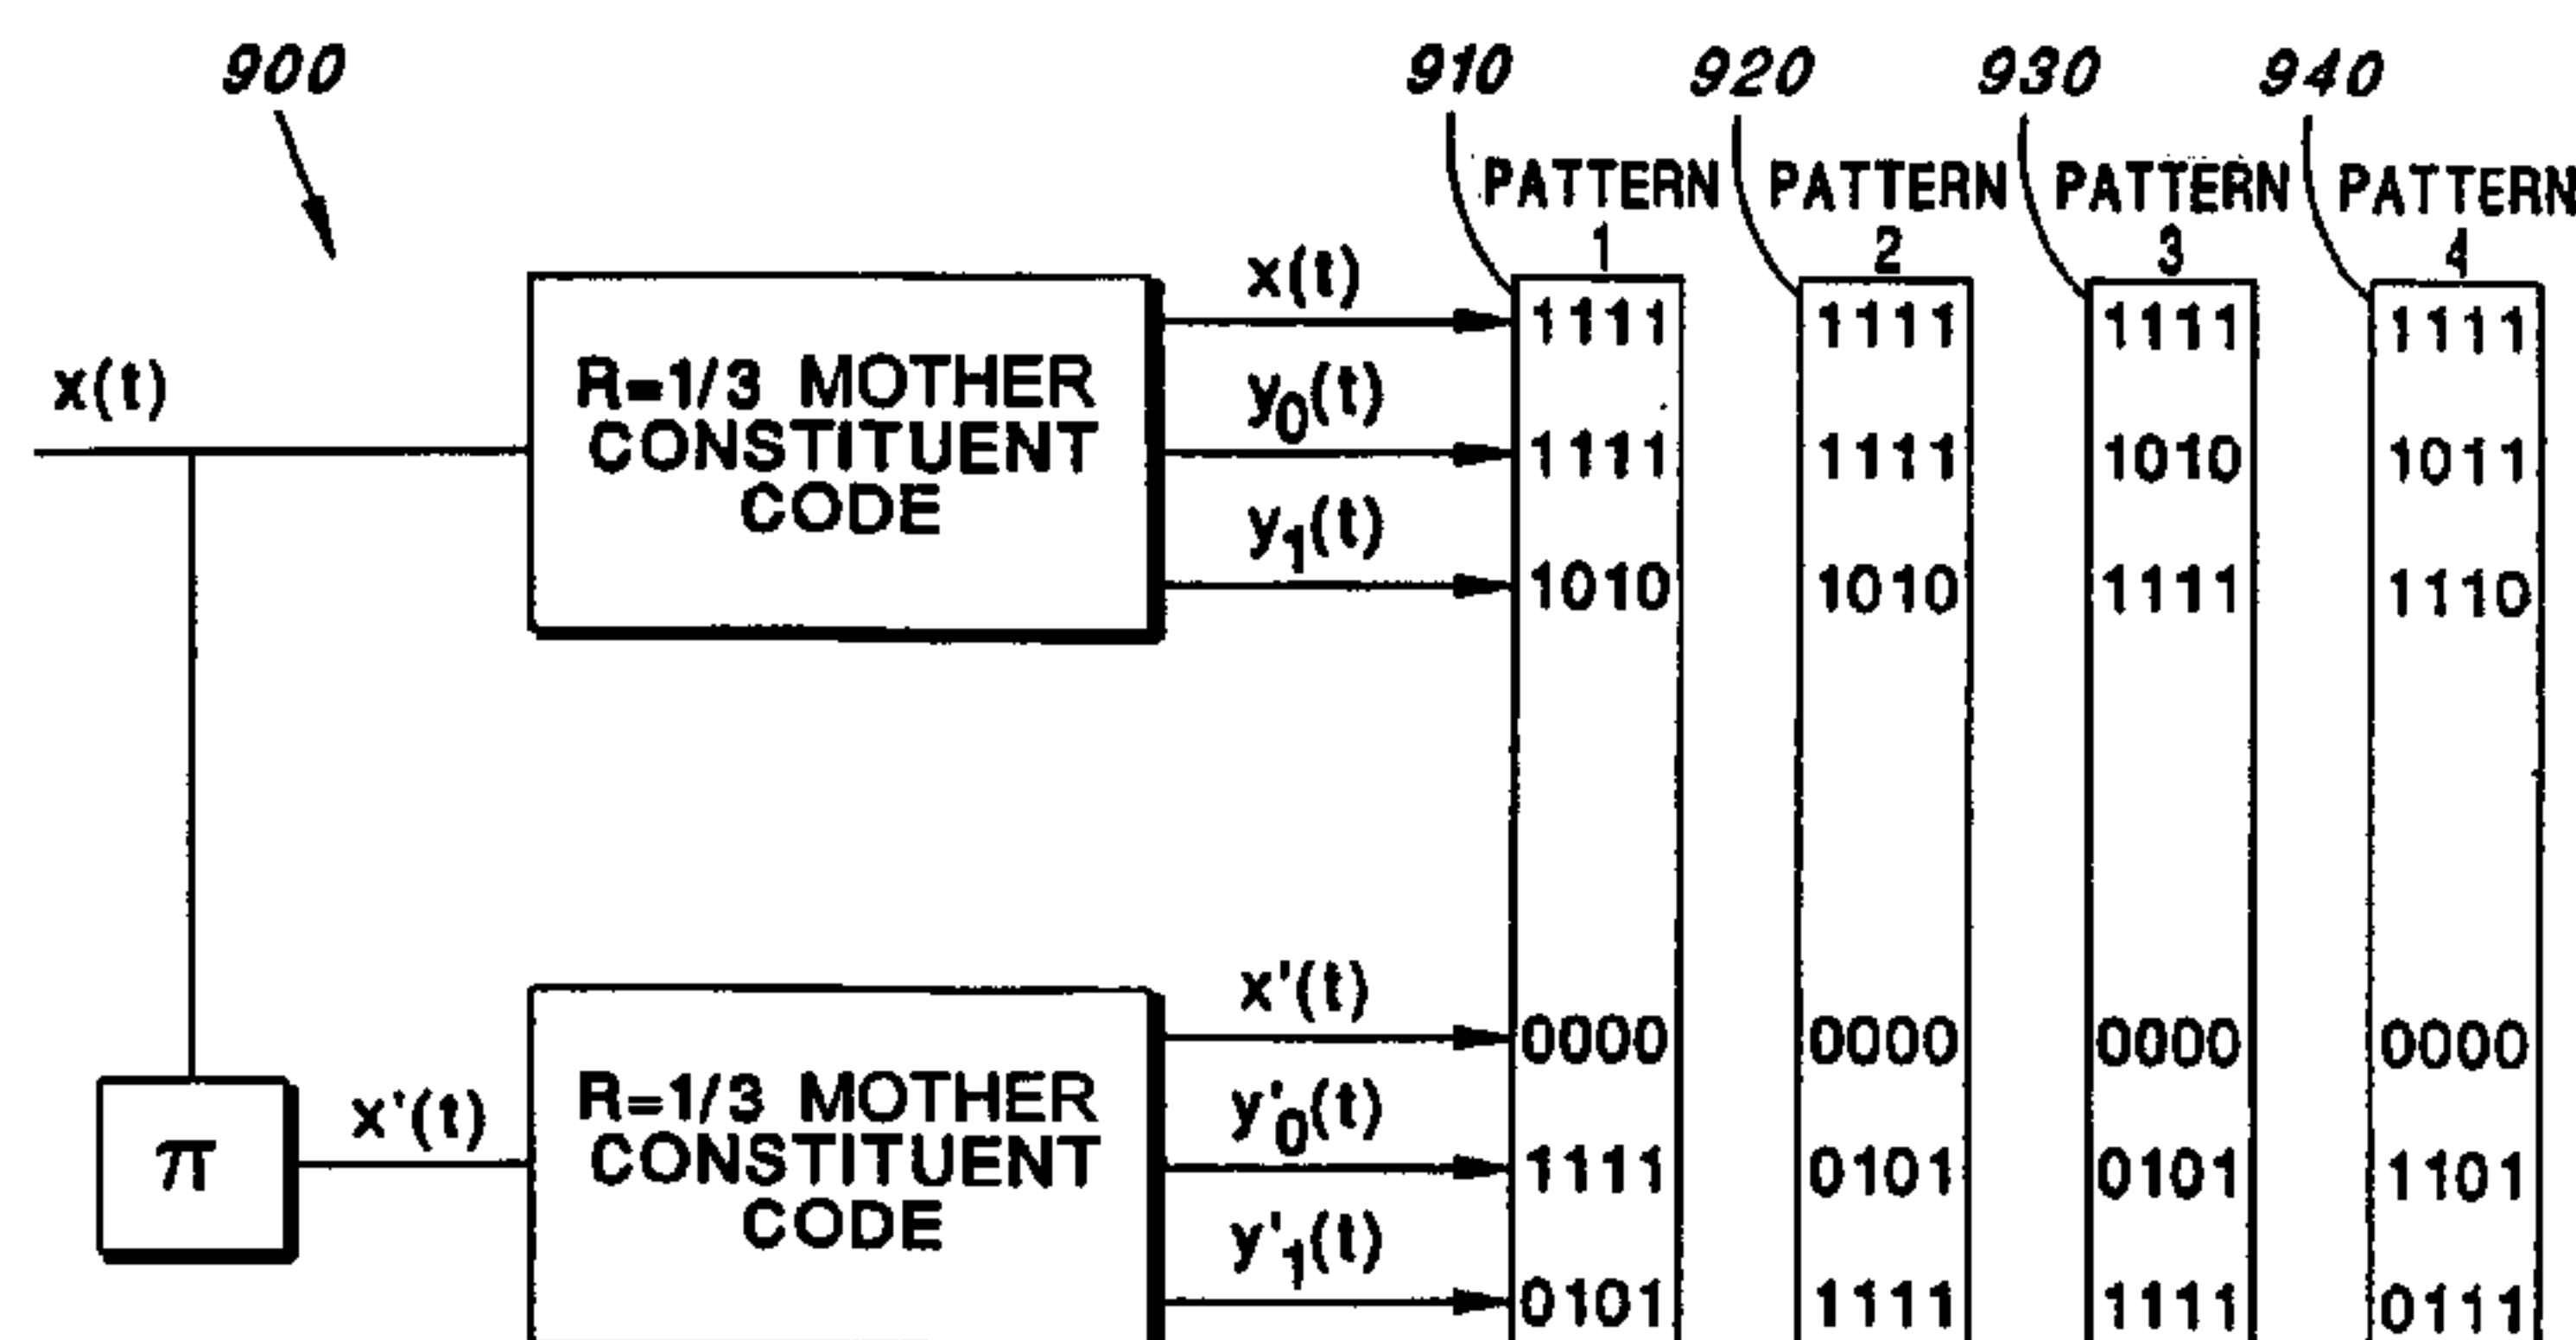 900
910 920 930 940
PATTERN 1
PATTERN 2
PATTERN 3
PATTERN 4
x(t)
R=1/3 MOTHER
CONSTITUENT
CODE
x(t)
y0(t)
y1(t)
1111 1111 1111 1111
1111 1111 1010 1011
1010 1010 1111 1110
π
x'(t)
R=1/3 MOTHER
CONSTITUENT
CODE
x'(t)
y'0(t)
y'1(t)
0000 0000 0000 0000
1111 0101 0101 1101
0101 1111 1111 0111